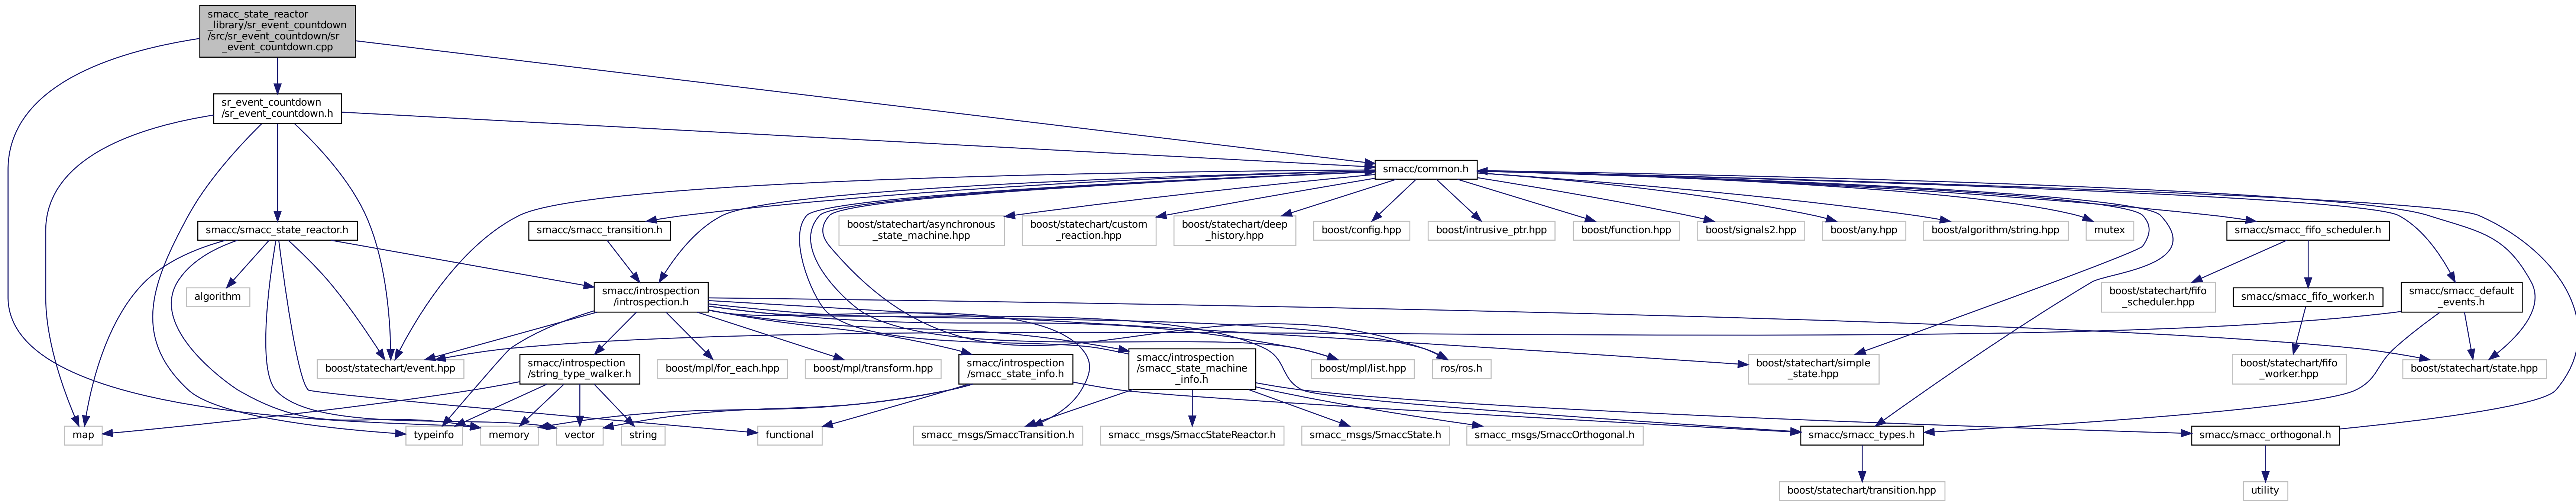 smacc_state_reactor
_library/sr_event_countdown
/src/sr_event_countdown/sr
_event_countdown.cpp
sr_event_countdown
/sr_event_countdown.h
smacc/common.h
smacc/smacc_state_reactor.h
smacc/smacc_transition.h
boost/statechart/asynchronous
_state_machine.hpp
boost/statechart/custom
_reaction.hpp
boost/statechart/deep
_history.hpp
boost/config.hpp
boost/intrusive_ptr.hpp
boost/function.hpp
boost/signals2.hpp
boost/any.hpp
boost/algorithm/string.hpp
mutex
smacc/smacc_fifo_scheduler.h
algorithm
smacc/introspection
/introspection.h
boost/statechart/fifo
_scheduler.hpp
smacc/smacc_fifo_worker.h
smacc/smacc_default
_events.h
boost/statechart/event.hpp
smacc/introspection
/string_type_walker.h
boost/mpl/for_each.hpp
boost/mpl/transform.hpp
smacc/introspection
/smacc_state_info.h
smacc/introspection
/smacc_state_machine
_info.h
boost/mpl/list.hpp
ros/ros.h
boost/statechart/simple
_state.hpp
boost/statechart/fifo
_worker.hpp
boost/statechart/state.hpp
map
typeinfo
memory
vector
string
functional
smacc_msgs/SmaccTransition.h
smacc_msgs/SmaccStateReactor.h
smacc_msgs/SmaccState.h
smacc_msgs/SmaccOrthogonal.h
smacc/smacc_types.h
smacc/smacc_orthogonal.h
boost/statechart/transition.hpp
utility